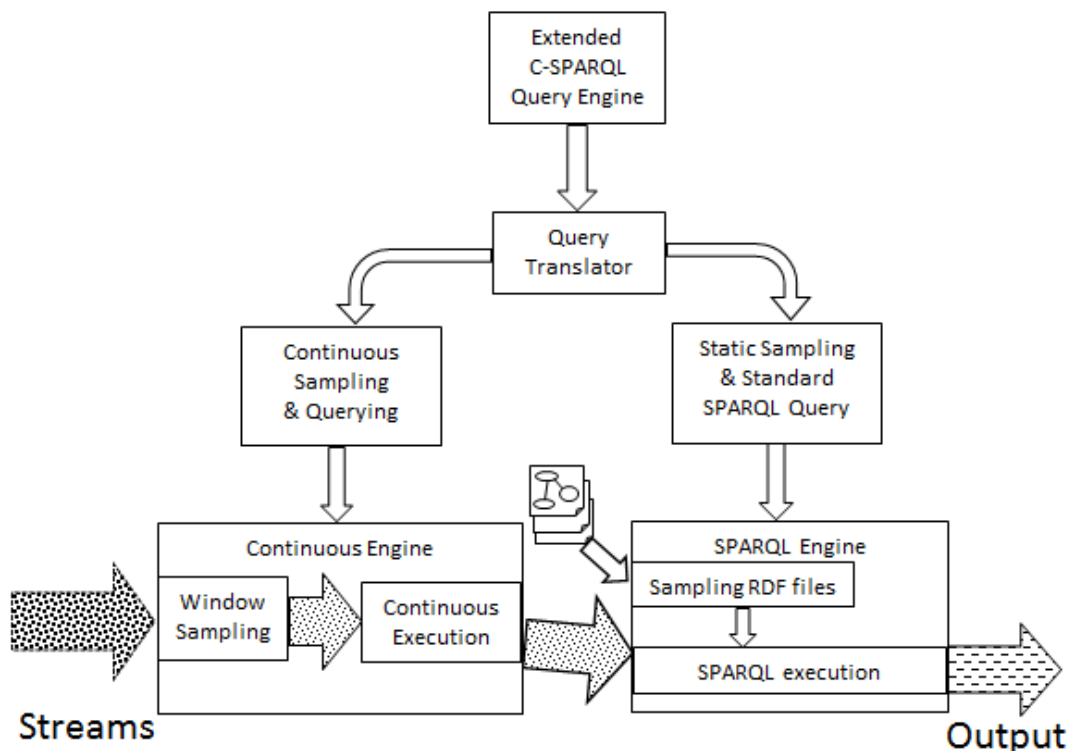 Extended
C-SPARQL
Query Engine
Query
Translator
Continuous
Sampling
& Querying
Static Sampling
& Standard
SPARQL Query
Continuous Engine
Window
Sampling
Continuous
Execution
SPARQL Engine
Sampling RDF files
SPARQL execution
Streams
Output